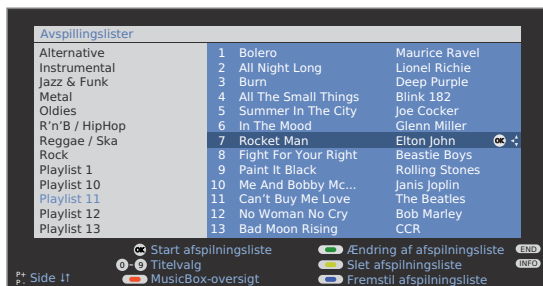 Avspillingslister
Alternative 1 Bolero Maurice Ravel
Instrumental 2 All Night Long Lionel Richie
Jazz & Funk 3 Burn Deep Purple
Metal 4 All The Small Things Blink 182
Oldies 5 Summer In The City Joe Cocker
R'n'B / HipHop 6 In The Mood Glenn Miller
Reggae / Ska 7 Rocket Man Elton John OK
Rock 8 Fight For Your Right Beastie Boys
Playlist 1 9 Paint It Black Rolling Stones
Playlist 10 10 Me And Bobby Mc... Janis Joplin
Playlist 11 11 Can't Buy Me Love The Beatles
Playlist 12 12 No Woman No Cry Bob Marley
Playlist 13 13 Bad Moon Rising CCR
OK Start afspilningsliste Ændring af afspilningsliste END
0-9 Titelvalg Slet afspilningsliste INFO
P+ P- Side ↓↑ MusicBox-oversigt Fremstil afspilningsliste